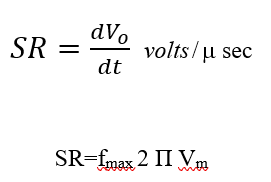 SR = dVo/dt volts/μ sec
SR=fmax 2 Π Vm